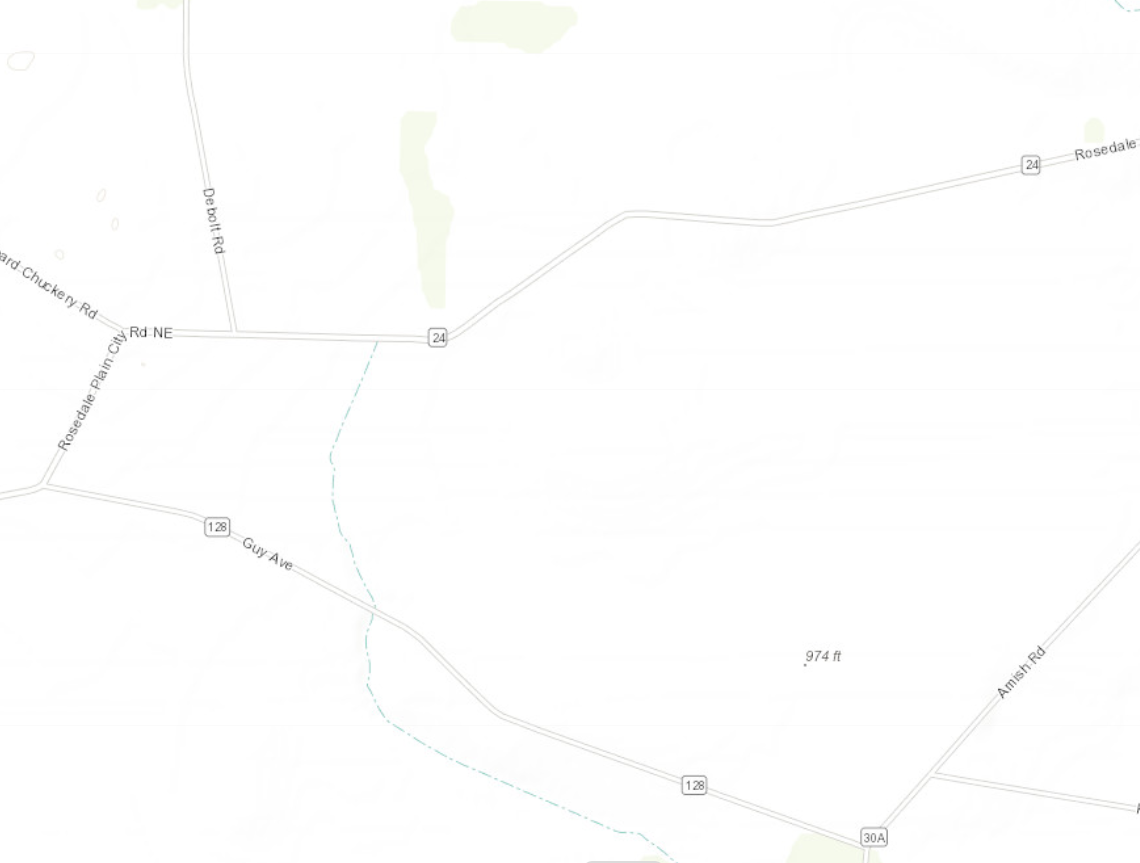 24
Rosedale
Debolt Rd
Chuckery Rd
Rd NE
24
Rosedale Plain City
128
Guy Ave
974 ft
Amish Rd
128
30A